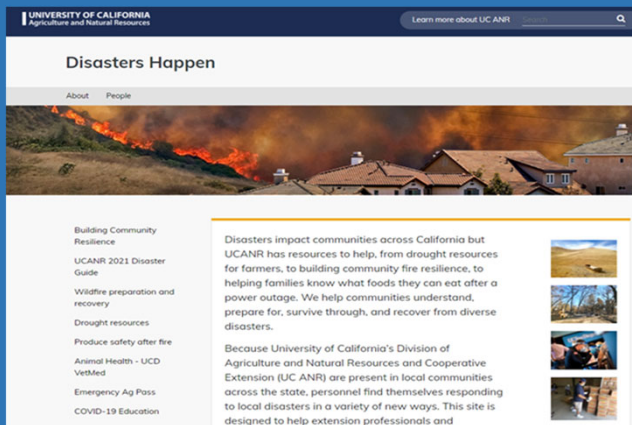 UNIVERSITY OF CALIFORNIA
Agriculture and Natural Resources
Learn more about UC ANR
Search
Disasters Happen
About People
Building Community
Resilience
UCANR 2021 Disaster
Guide
Wildfire preparation and
recovery
Drought resources
Produce safety after fire
Animal Health - UCD
VetMed
Emergency Ag Pass
COVID-19 Education
Disasters impact communities across California but
UCANR has resources to help, from drought resources
for farmers, to building community fire resilience, to
helping families know what foods they can eat after a
power outage. We help communities understand,
prepare for, survive through, and recover from diverse
disasters.
Because University of California's Division of
Agriculture and Natural Resources and Cooperative
Extension (UC ANR) are present in local communities
across the state, personnel find themselves responding
to local disasters in a variety of new ways. This site is
designed to help extension professionals and